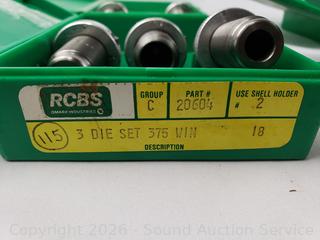 RCBS
OMARK INDUSTRIES
GROUP
C
PART #
20604
USE SHELL HOLDER
# 2
115
3 DIE SET 375 WIN
18
DESCRIPTION
Copyright 2026 - Sound Auction Service